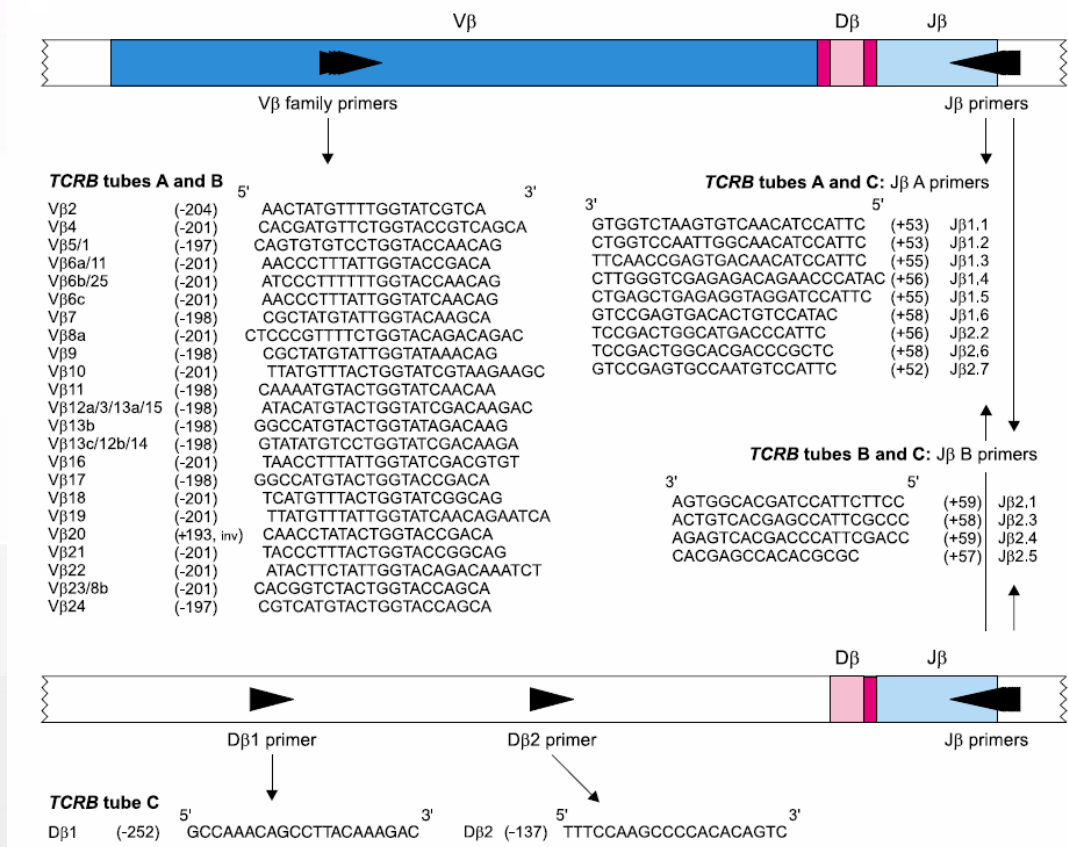 Vβ Dβ Jβ
Vβ family primers Jβ primers
TCRB tubes A and B
5' 3'
Vβ2 (-204) AACTATGTTTTGGTATCGTCA
Vβ4 (-201) CACGATGTTCTGGTACCGTCAGCA
Vβ5/1 (-197) CAGTGTGTCCTGGTACCAACAG
Vβ6a/11 (-201) AACCCTTTATTGGTACCGACA
Vβ6b/25 (-201) ATCCCTTTTTTGGTACCAACAG
Vβ6c (-201) AACCCTTTATTGGTATCAACAG
Vβ7 (-198) CGCTATGTATTGGTACAAGCA
Vβ8a (-201) CTCCCGTTTTCTGGTACAGACAGAC
Vβ9 (-198) CGCTATGTATTGGTATAAACAG
Vβ10 (-201) TTATGTTTACTGGTATCGTAAGAAGC
Vβ11 (-198) CAAAATGTACTGGTATCAACAA
Vβ12a/3/13a/15 (-198) ATACATGTACTGGTATCGACAAGAC
Vβ13b (-198) GGCCATGTACTGGTATAGACAAG
Vβ13c/12b/14 (-198) GTATATGTCCTGGTATCGACAAGA
Vβ16 (-201) TAACCTTTATTGGTATCGACGTGT
Vβ17 (-198) GGCCATGTACTGGTACCGACA
Vβ18 (-201) TCATGTTTACTGGTATCGGCAG
Vβ19 (-201) TTATGTTTATTGGTATCAACAGAATCA
Vβ20 (+193, inv) CAACCTATACTGGTACCGACA
Vβ21 (-201) TACCCTTTACTGGTACCGGCAG
Vβ22 (-201) ATACTTCTATTGGTACAGACAAATCT
Vβ23/8b (-201) CACGGTCTACTGGTACCAGCA
Vβ24 (-197) CGTCATGTACTGGTACCAGCA
TCRB tubes A and C: Jβ A primers
3' 5'
GTGGTCTAAGTGTCAACATCCATTC (+53) Jβ1.1
CTGGTCCAATTGGCAACATCCATTC (+53) Jβ1.2
TTCAACCGAGTGACAACATCCATTC (+55) Jβ1.3
CTTGGGTCGAGAGACAGAACCCATAC (+56) Jβ1,4
CTGAGCTGAGAGGTAGGATCCATTC (+55) Jβ1.5
GTCCGAGTGACACTGTCCATAC (+58) Jβ1.6
TCCGACTGGCATGACCCATTC (+56) Jβ2.2
TCCGACTGGCACGACCCGCTC (+58) Jβ2.6
GTCCGAGTGCCAATGTCCATTC (+52) Jβ2.7
TCRB tubes B and C: Jβ B primers
3' 5'
AGTGGCACGATCCATTCTTCC (+59) Jβ2,1
ACTGTCACGAGCCATTCGCCC (+58) Jβ2.3
AGAGTCACGACCCATTCGACC (+59) Jβ2.4
CACGAGCCACACGCGC (+57) Jβ2.5
Dβ Jβ
Dβ1 primer Dβ2 primer Jβ primers
TCRB tube C
5' 3' 5' 3'
Dβ1 (-252) GCCAAACAGCCTTACAAAGAC Dβ2 (-137) TTTCCAAGCCCCACACAGTC